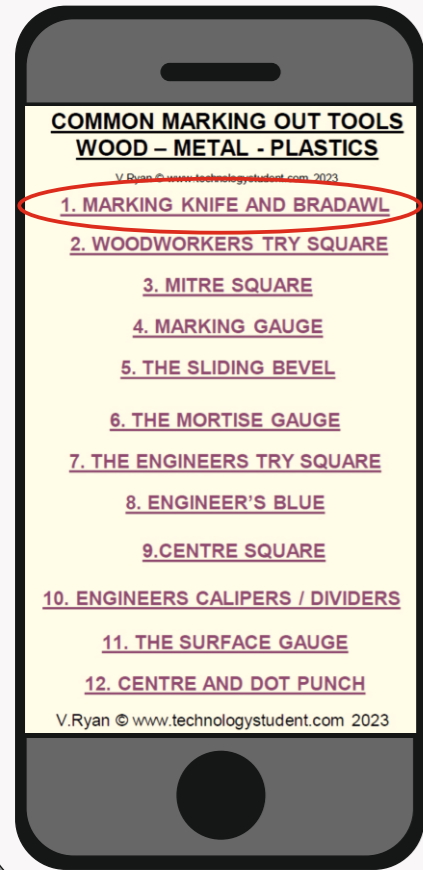 COMMON MARKING OUT TOOLS
WOOD – METAL - PLASTICS
V.Ryan © www.technologystudent.com 2023
1. MARKING KNIFE AND BRADAWL
2. WOODWORKERS TRY SQUARE
3. MITRE SQUARE
4. MARKING GAUGE
5. THE SLIDING BEVEL
6. THE MORTISE GAUGE
7. THE ENGINEERS TRY SQUARE
8. ENGINEER'S BLUE
9.CENTRE SQUARE
10. ENGINEERS CALIPERS / DIVIDERS
11. THE SURFACE GAUGE
12. CENTRE AND DOT PUNCH
V.Ryan © www.technologystudent.com 2023